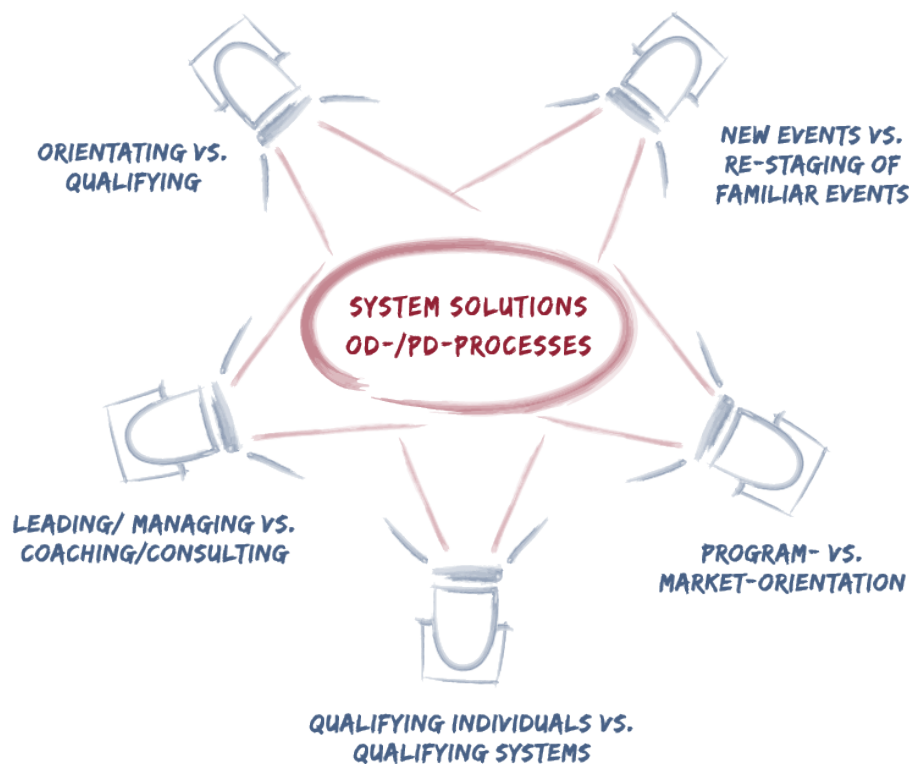 ORIENTATING VS.
QUALIFYING
NEW EVENTS VS.
RE-STAGING OF
FAMILIAR EVENTS
SYSTEM SOLUTIONS
OD-/PD-PROCESSES
LEADING/ MANAGING VS.
COACHING/CONSULTING
PROGRAM- VS.
MARKET-ORIENTATION
QUALIFYING INDIVIDUALS VS.
QUALIFYING SYSTEMS